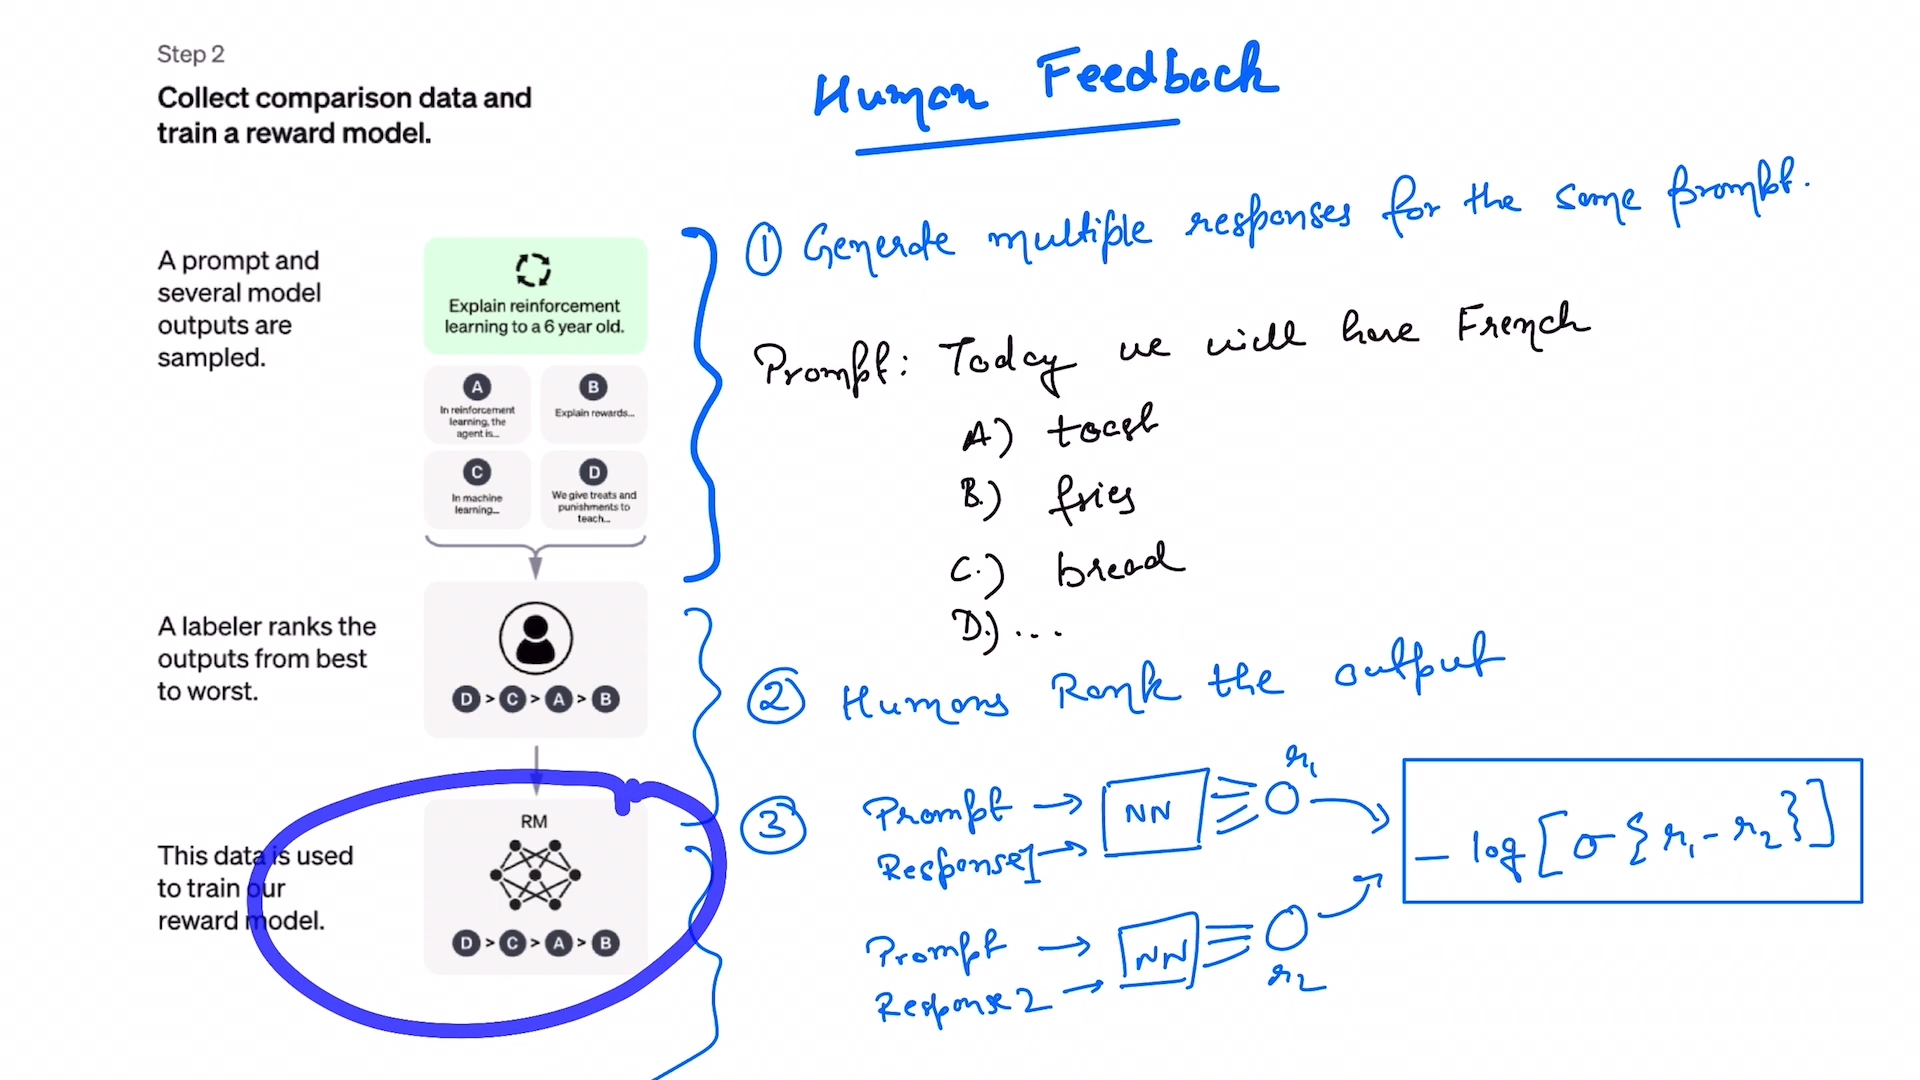 Step 2
Collect comparison data and
train a reward model.
A prompt and
several model
outputs are
sampled.
Explain reinforcement
learning to a 6 year old.
A
In reinforcement
learning, the
agent is...
B
Explain rewards...
C
In machine
learning...
D
We give treats and
punishments to
teach...
A labeler ranks the
outputs from best
to worst.
D > C > A > B
This data is used
to train our
reward model.
RM
D > C > A > B
Human Feedback
① Generate multiple responses for the same prompt.
Prompt: Today we will have French
A) toast
B.) fries
C.) bread
D.) ...
② Humans Rank the output
③ Prompt → NN r₁
Response1 →
Prompt → NN r₂
Response 2 →
- log [σ {r₁ - r₂}]